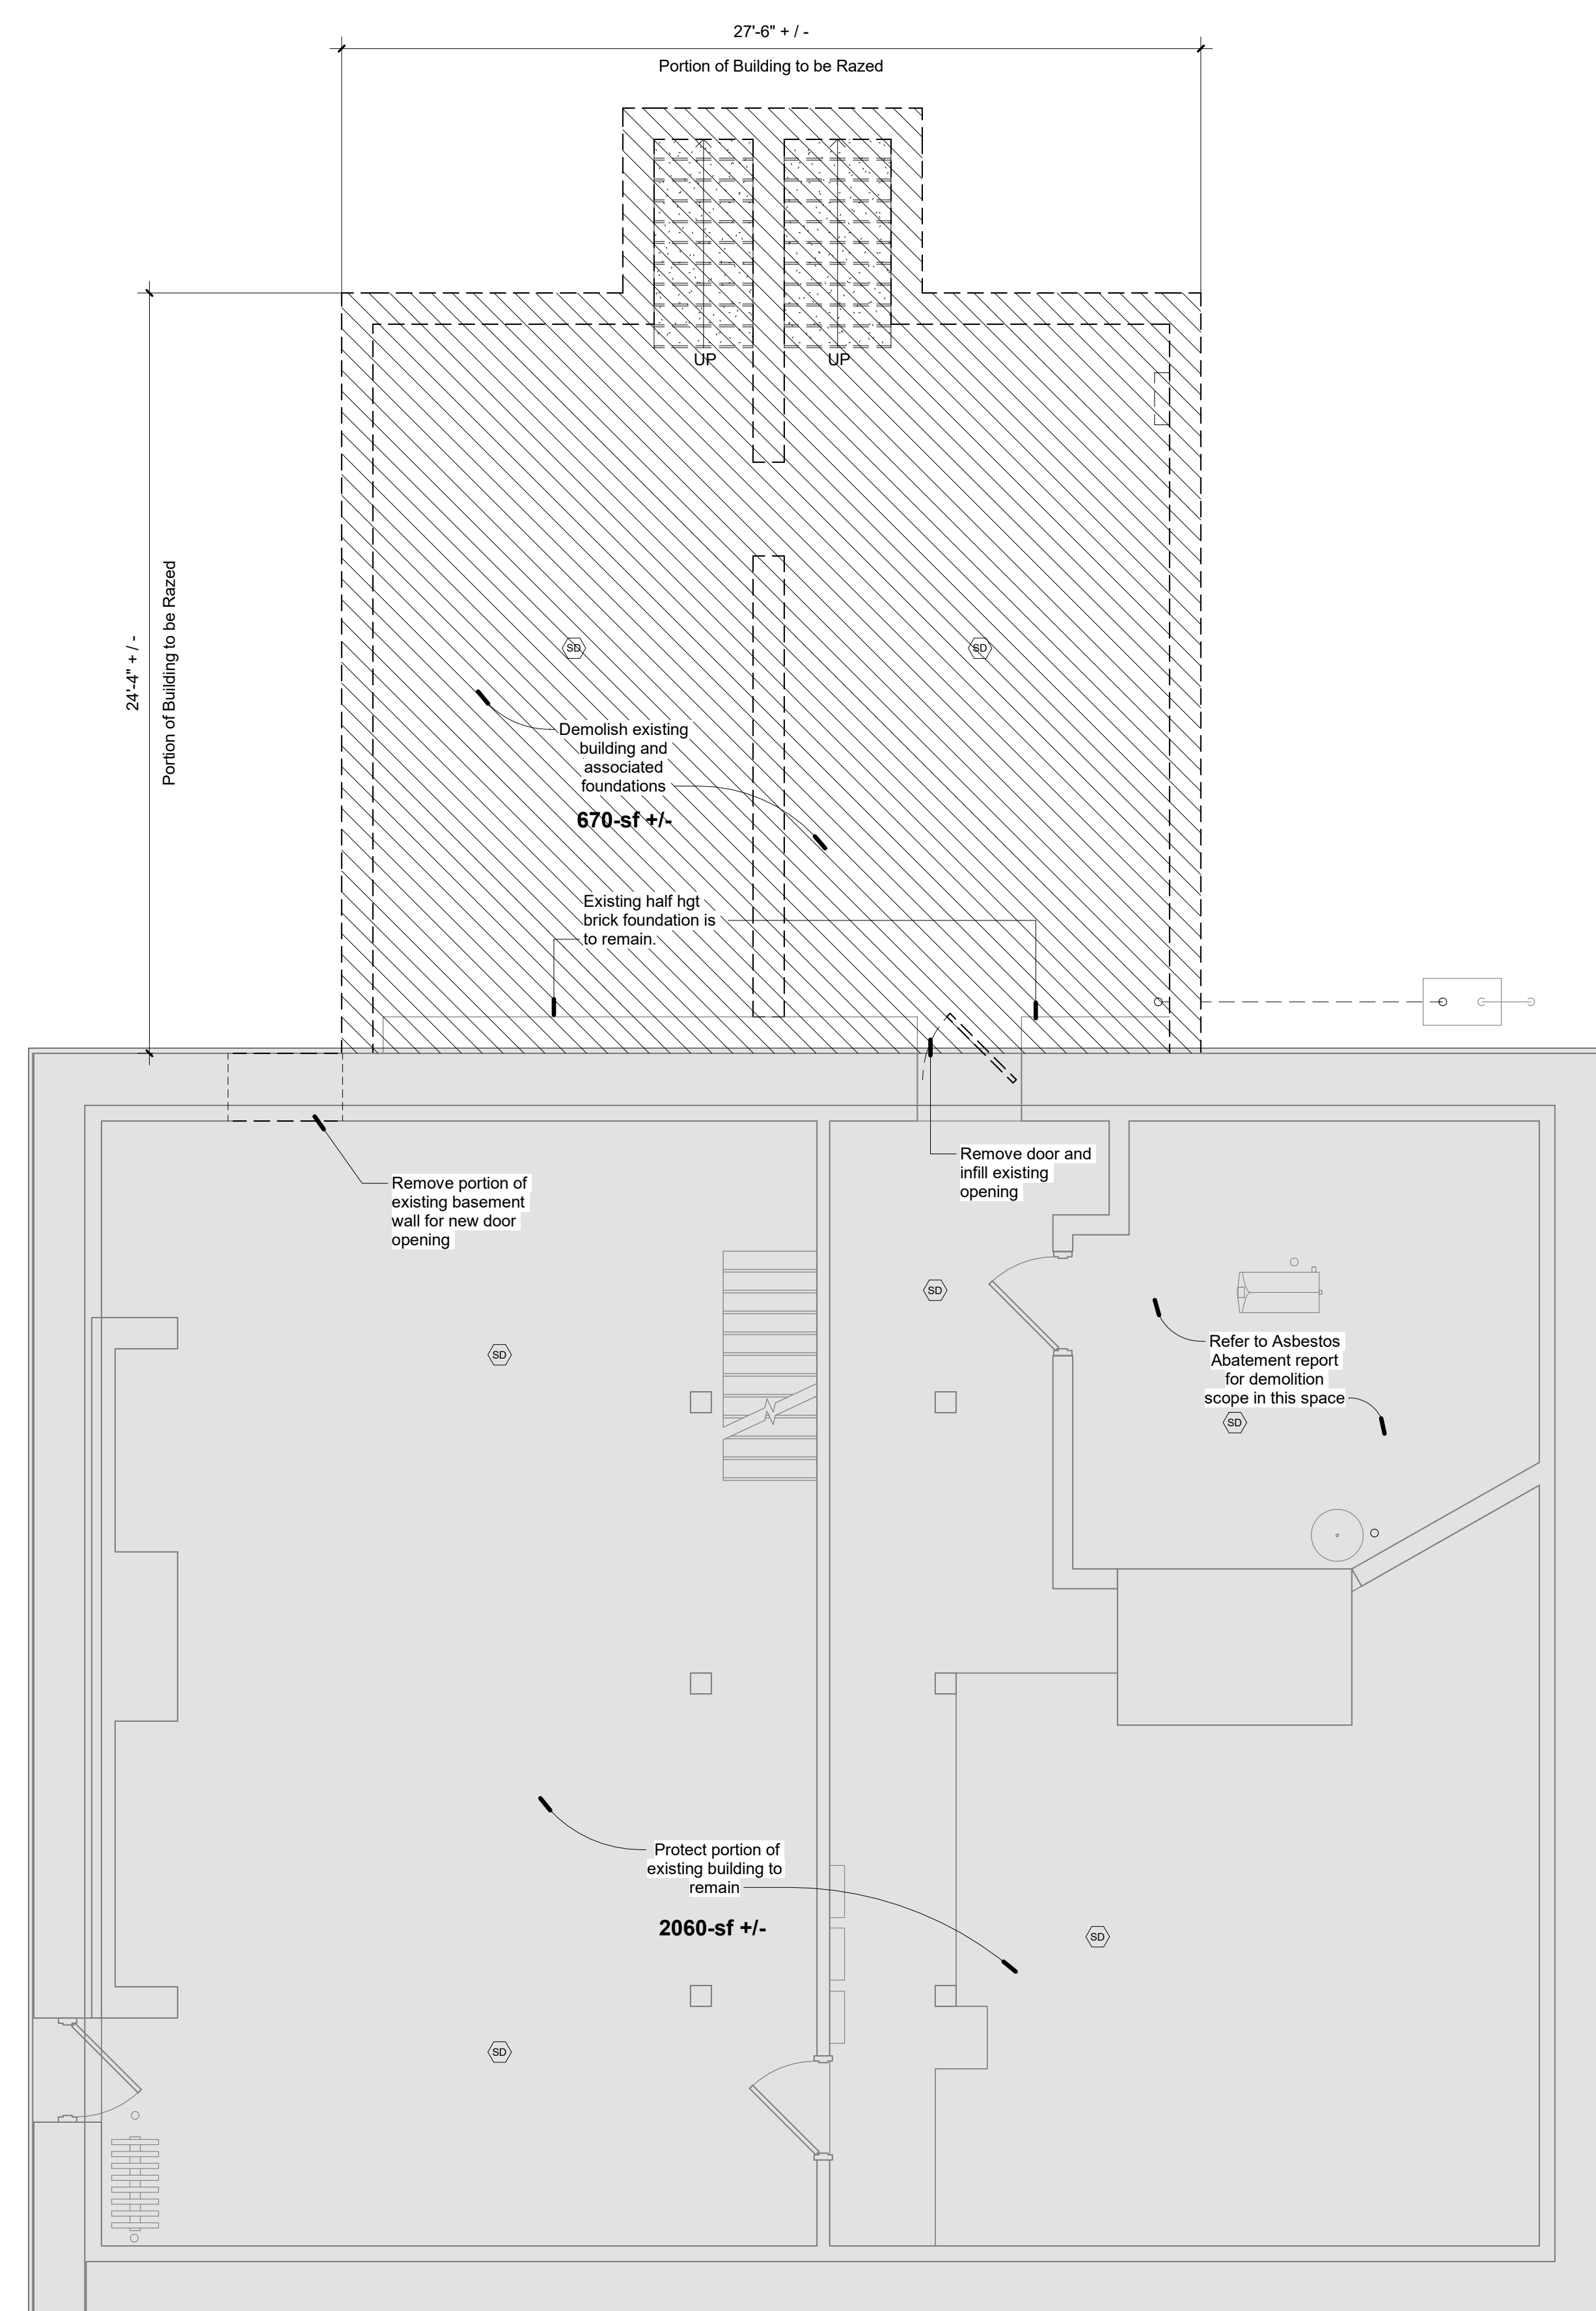 27'-6" + / -
Portion of Building to be Razed
UP
UP
24'-4" + / -
Portion of Building to be Razed
SD
SD
Demolish existing
building and
associated
foundations
670-sf +/-
Existing half hgt
brick foundation is
to remain.
Remove door and
infill existing
opening
Remove portion of
existing basement
wall for new door
opening
SD
SD
Refer to Asbestos
Abatement report
for demolition
scope in this space
SD
Protect portion of
existing building to
remain
2060-sf +/-
SD
SD